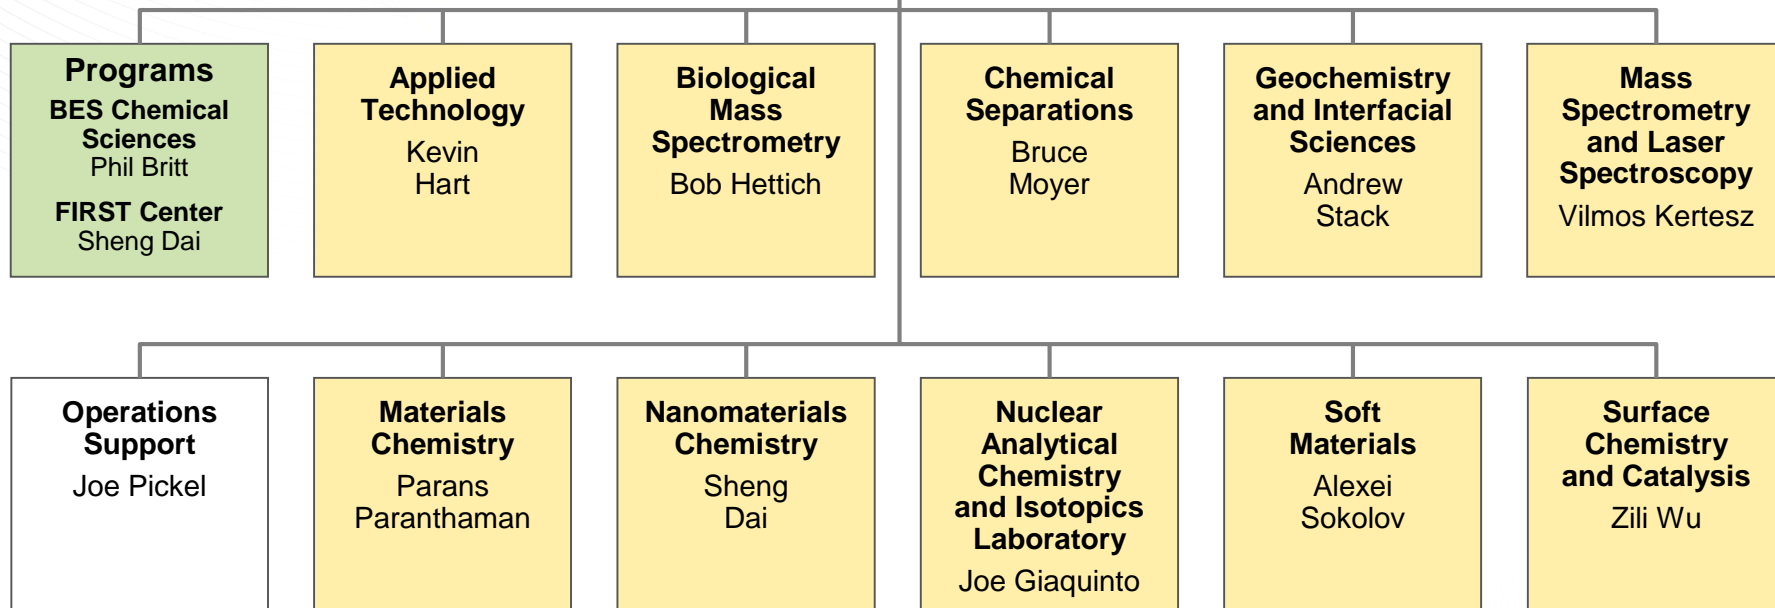 Programs
BES Chemical
Sciences
Phil Britt
FIRST Center
Sheng Dai
Applied
Technology
Kevin
Hart
Biological
Mass
Spectrometry
Bob Hettich
Chemical
Separations
Bruce
Moyer
Geochemistry
and Interfacial
Sciences
Andrew
Stack
Mass
Spectrometry
and Laser
Spectroscopy
Vilmos Kertesz
Operations
Support
Joe Pickel
Materials
Chemistry
Parans
Paranthaman
Nanomaterials
Chemistry
Sheng
Dai
Nuclear
Analytical
Chemistry
and Isotopics
Laboratory
Joe Giaquinto
Soft
Materials
Alexei
Sokolov
Surface
Chemistry
and Catalysis
Zili Wu